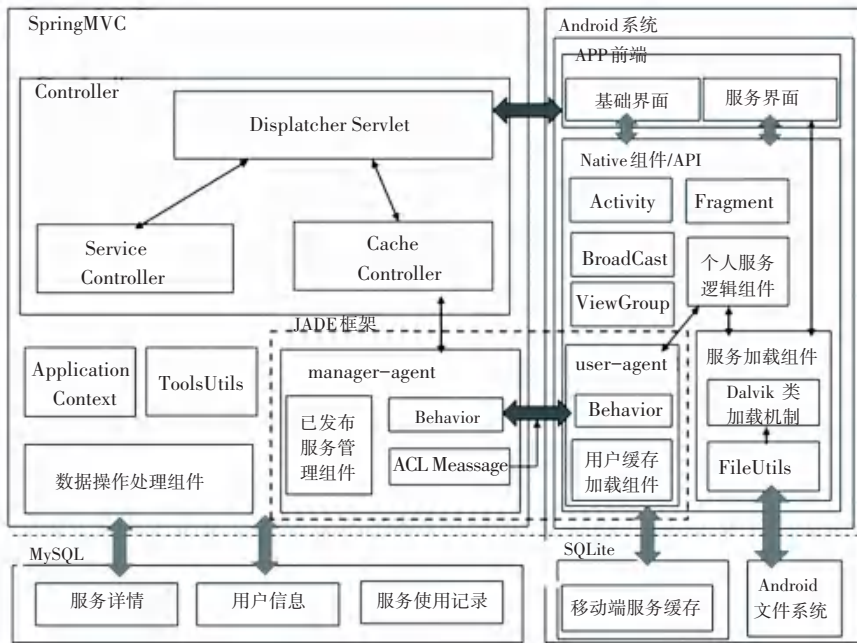 SpringMVC
Controller
Displatcher Servlet
Service
Controller
Cache
Controller
JADE框架
Application
Context
ToolsUtils
manager-agent
已发布
服务管
理组件
Behavior
ACL Meassage
数据操作处理组件
MySQL
服务详情
用户信息
服务使用记录
Android系统
APP前端
基础界面
服务界面
Native组件/API
Activity
Fragment
BroadCast
ViewGroup
个人服务
逻辑组件
user-agent
Behavior
用户缓存
加载组件
服务加载组件
Dalvik 类
加载机制
FileUtils
SQLite
移动端服务缓存
Android
文件系统